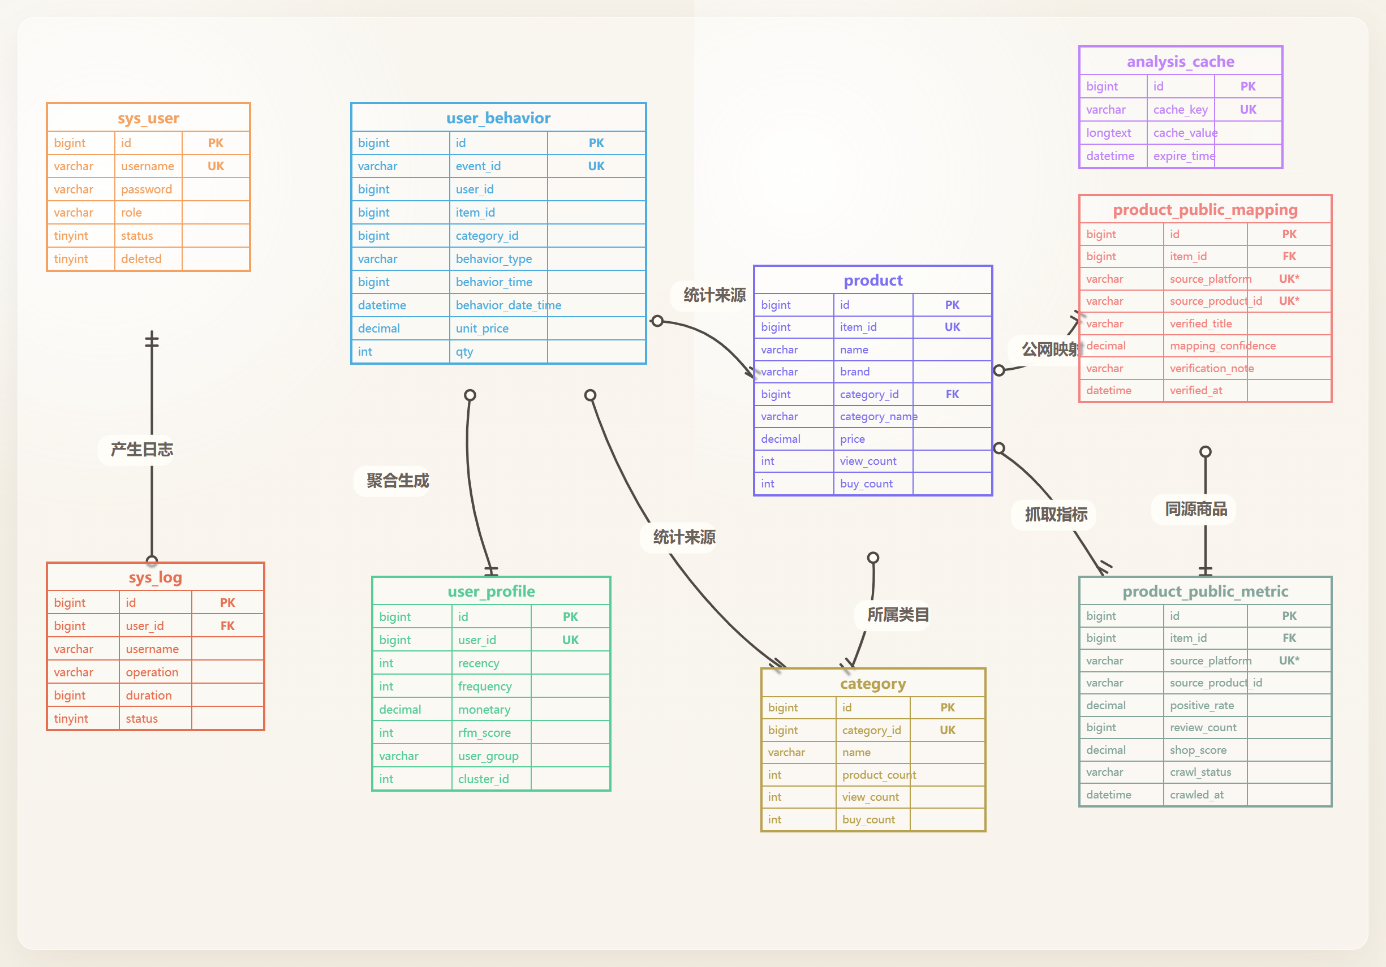 sys_user
bigint id PK
varchar username UK
varchar password
varchar role
tinyint status
tinyint deleted
产生日志
sys_log
bigint id PK
bigint user_id FK
varchar username
varchar operation
bigint duration
tinyint status
user_behavior
bigint id PK
varchar event_id UK
bigint user_id
bigint item_id
bigint category_id
varchar behavior_type
bigint behavior_time
datetime behavior_date_time
decimal unit_price
int qty
聚合生成
统计来源
统计来源
user_profile
bigint id PK
bigint user_id UK
int recency
int frequency
decimal monetary
int rfm_score
varchar user_group
int cluster_id
product
bigint id PK
bigint item_id UK
varchar name
varchar brand
bigint category_id FK
varchar category_name
decimal price
int view_count
int buy_count
所属类目
category
bigint id PK
bigint category_id UK
varchar name
int product_count
int view_count
int buy_count
公网映射
抓取指标
analysis_cache
bigint id PK
varchar cache_key UK
longtext cache_value
datetime expire_time
product_public_mapping
bigint id PK
bigint item_id FK
varchar source_platform UK*
varchar source_product_id UK*
varchar verified_title
decimal mapping_confidence
varchar verification_note
datetime verified_at
同源商品
product_public_metric
bigint id PK
bigint item_id FK
varchar source_platform UK*
varchar source_product_id
decimal positive_rate
bigint review_count
decimal shop_score
varchar crawl_status
datetime crawled_at